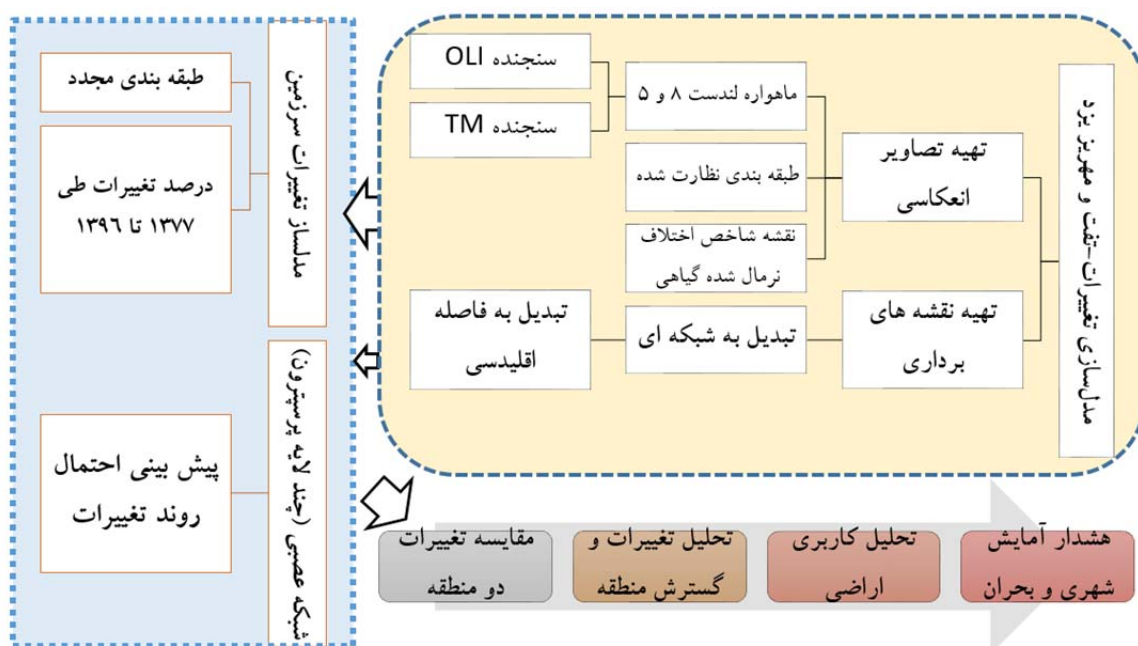 مدل‌سازی تغییرات-تفت و مهریز یزد
تهیه تصاویر
انعکاسی
ماهواره لندست ۸ و ۵
سنجنده OLI
سنجنده TM
طبقه بندی نظارت شده
نقشه شاخص اختلاف
نرمال شده گیاهی
تهیه نقشه های
برداری
تبدیل به شبکه ای
تبدیل به فاصله
اقلیدسی
مدلساز تغییرات سرزمین
طبقه بندی مجدد
درصد تغییرات طی
۱۳۷۷ تا ۱۳۹۶
شبکه عصبی (چند لایه پرسپترون)
پیش بینی احتمال
روند تغییرات
مقایسه تغییرات
دو منطقه
تحلیل تغییرات و
گسترش منطقه
تحلیل کاربری
اراضی
هشدار آمایش
شهری و بحران